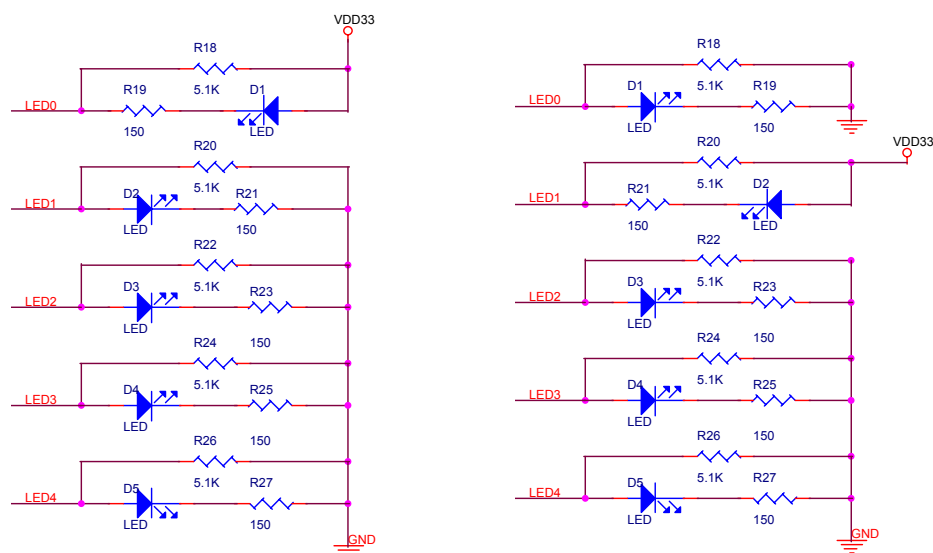 VDD33
R18
5.1K
R19
D1
LED0
150
LED
R20
5.1K
D2
R21
LED1
LED
150
R22
5.1K
D3
R23
LED2
LED
150
R24
5.1K
D4
R25
LED3
LED
150
R26
5.1K
D5
R27
LED4
LED
150
GND
R18
5.1K
D1
R19
LED0
LED
150
VDD33
R20
5.1K
R21
D2
LED1
150
LED
R22
5.1K
D3
R23
LED2
LED
150
R24
5.1K
D4
R25
LED3
LED
150
R26
5.1K
D5
R27
LED4
LED
150
GND